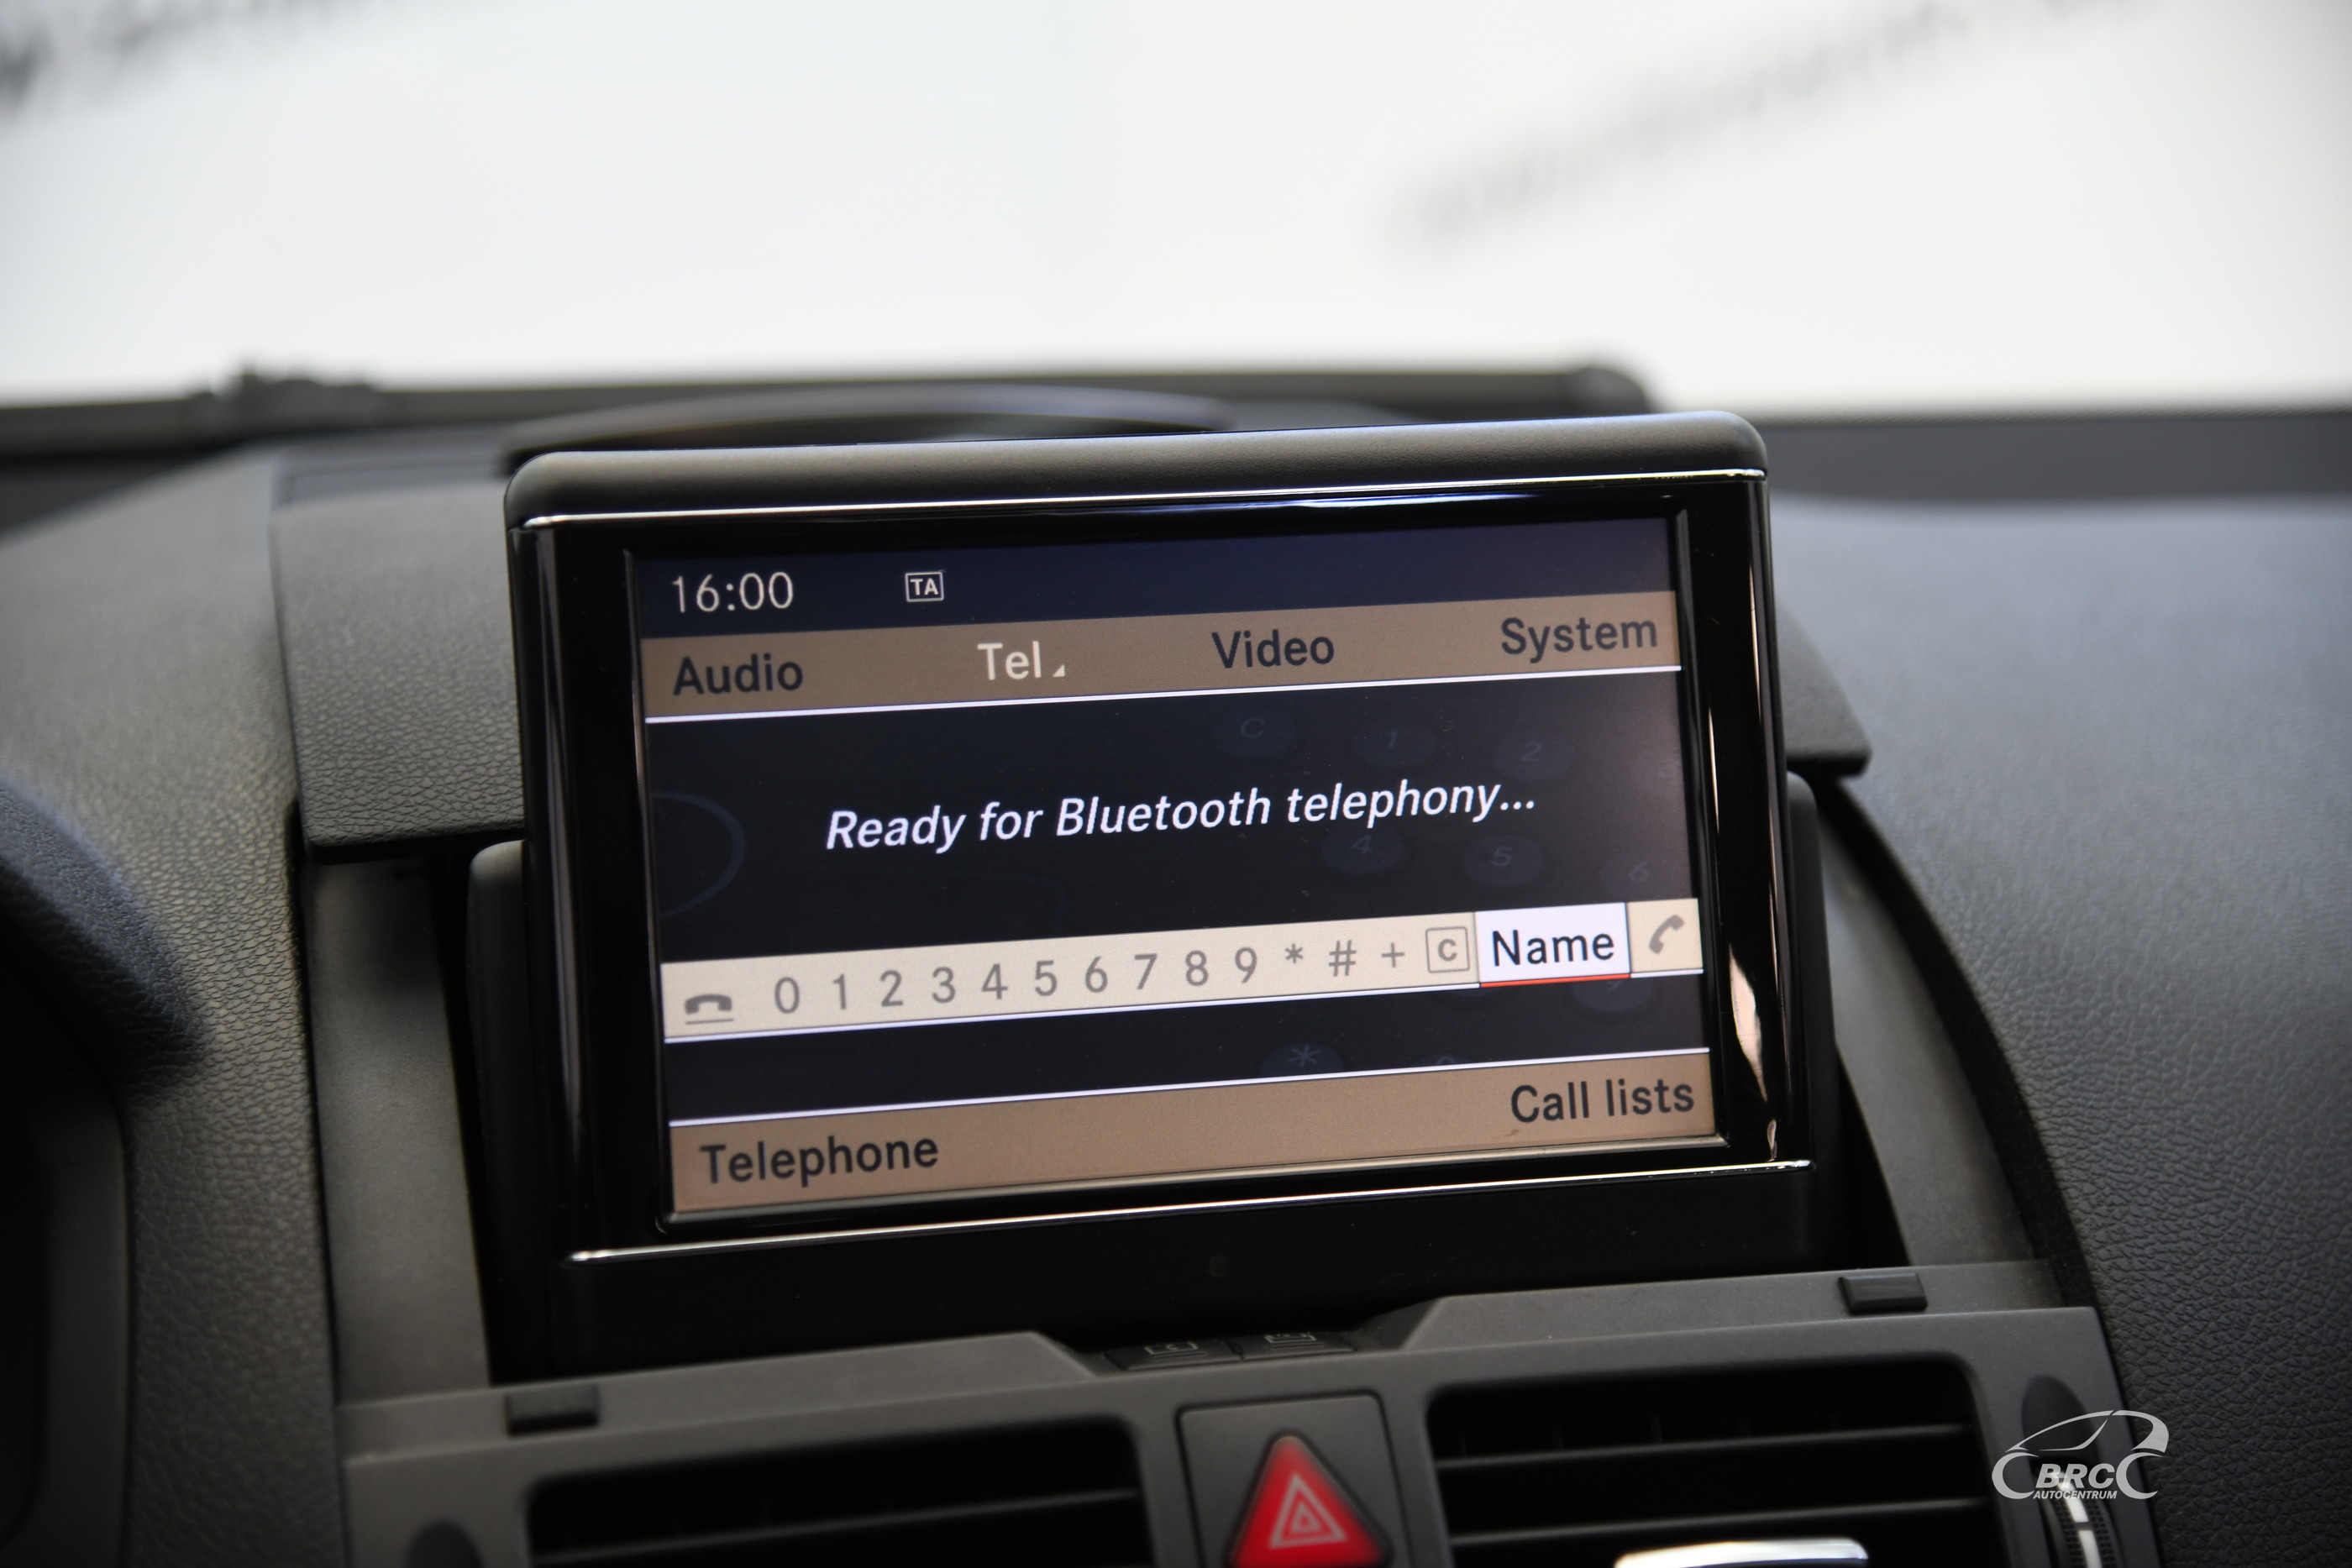 16:00 TA
Audio Tel Video System
Ready for Bluetooth telephony...
0 1 2 3 4 5 6 7 8 9 * # + C Name
Telephone Call lists
BRC
AUTOCENTRUM